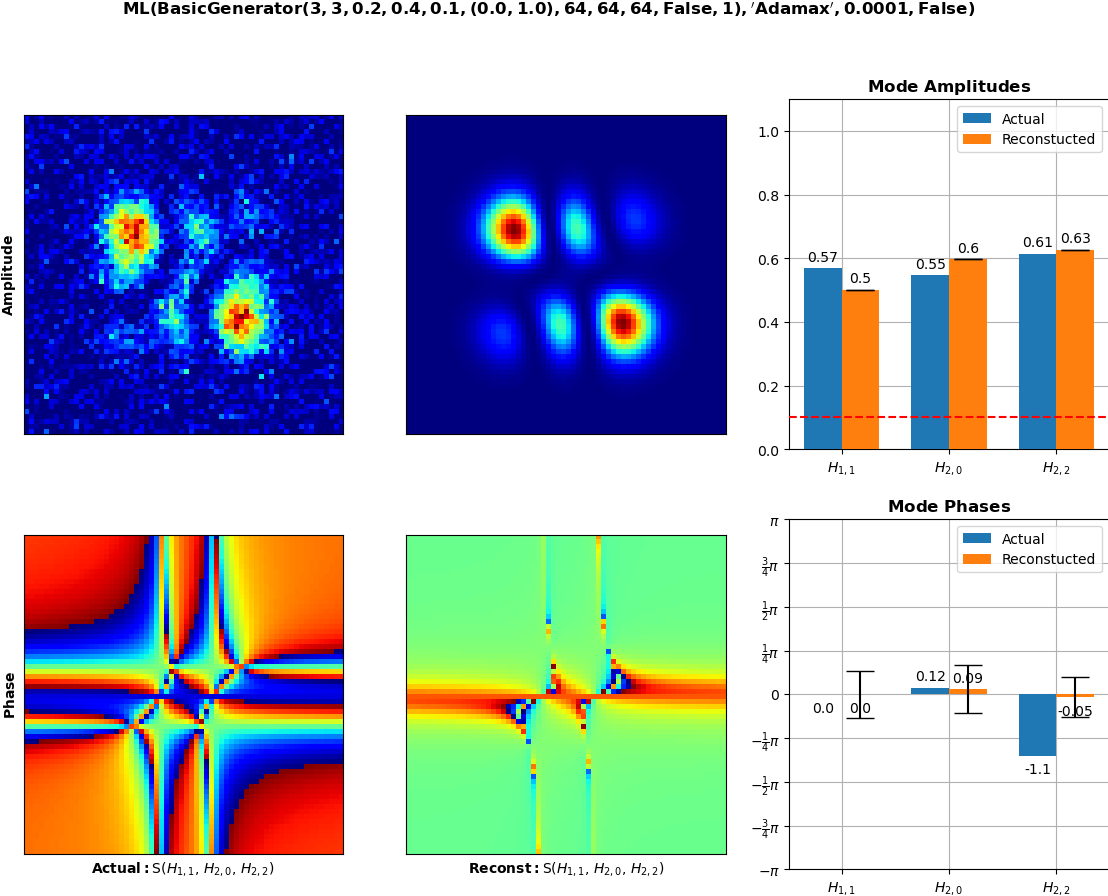 ML(BasicGenerator(3, 3, 0.2, 0.4, 0.1, (0.0, 1.0), 64, 64, 64, False, 1), ′Adamax′, 0.0001, False)
Amplitude
Mode Amplitudes
Actual
Reconstucted
1.0
0.8
0.6
0.4
0.2
0.0
0.57
0.5
0.55
0.6
0.61
0.63
H1, 1
H2, 0
H2, 2
Phase
Actual: S(H1, 1, H2, 0, H2, 2)
Reconst: S(H1, 1, H2, 0, H2, 2)
Mode Phases
Actual
Reconstucted
π
3/4π
1/2π
1/4π
0
−1/4π
−1/2π
−3/4π
−π
0.0
0.0
0.12
0.09
-1.1
-0.05
H1, 1
H2, 0
H2, 2